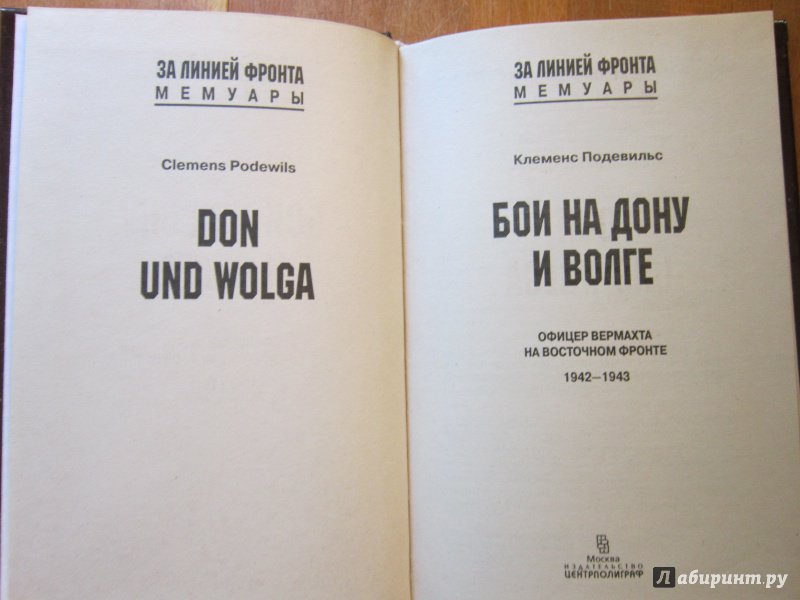 ЗА ЛИНИЕЙ ФРОНТА
МЕМУАРЫ
Clemens Podewils
DON
UND WOLGA
ЗА ЛИНИЕЙ ФРОНТА
МЕМУАРЫ
Клеменс Подевильс
БОИ НА ДОНУ
И ВОЛГЕ
ОФИЦЕР ВЕРМАХТА
НА ВОСТОЧНОМ ФРОНТЕ
1942—1943
Москва
ИЗДАТЕЛЬСТВО
ЦЕНТРПОЛИГРАФ
Лабиринт.ру